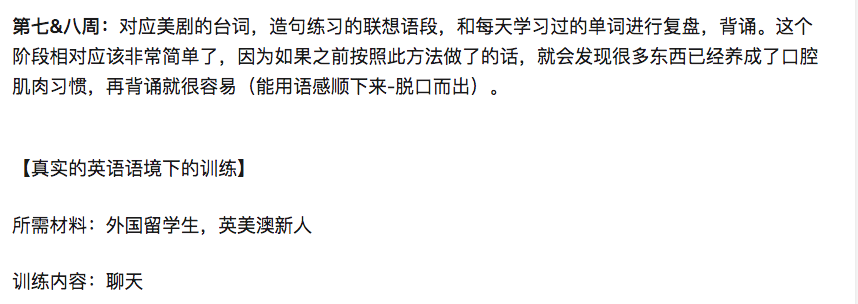 第七&八周：对应美剧的台词，造句练习的联想语段，和每天学习过的单词进行复盘，背诵。这个
阶段相对应该非常简单了，因为如果之前按照此方法做了的话，就会发现很多东西已经养成了口腔
肌肉习惯，再背诵就很容易（能用语感顺下来-脱口而出）。
【真实的英语语境下的训练】
所需材料：外国留学生，英美澳新人
训练内容：聊天